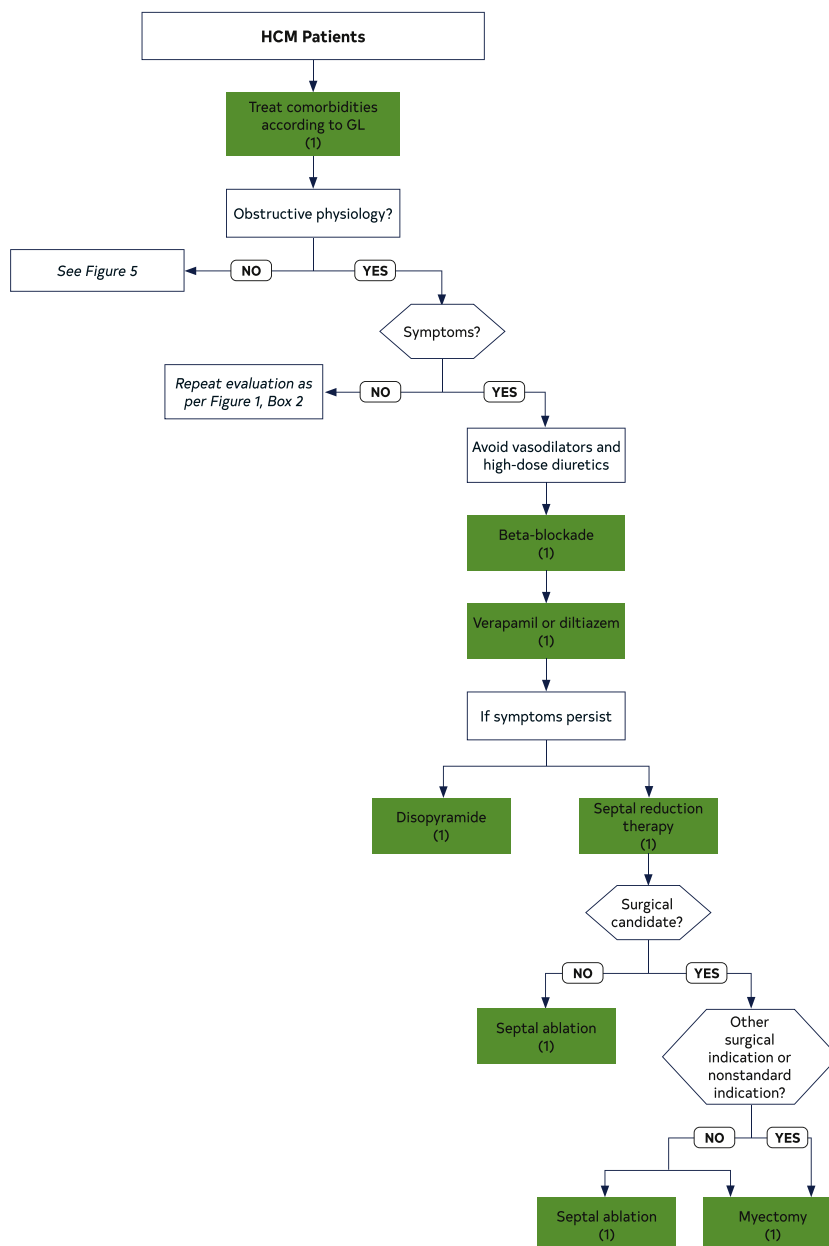 HCM Patients
Treat comorbidities
according to GL
(1)
Obstructive physiology?
NO
YES
See Figure 5
Symptoms?
NO
YES
Repeat evaluation as
per Figure 1, Box 2
Avoid vasodilators and
high-dose diuretics
Beta-blockade
(1)
Verapamil or diltiazem
(1)
If symptoms persist
Disopyramide
(1)
Septal reduction
therapy
(1)
Surgical
candidate?
NO
YES
Septal ablation
(1)
Other
surgical
indication or
nonstandard
indication?
NO
YES
Septal ablation
(1)
Myectomy
(1)